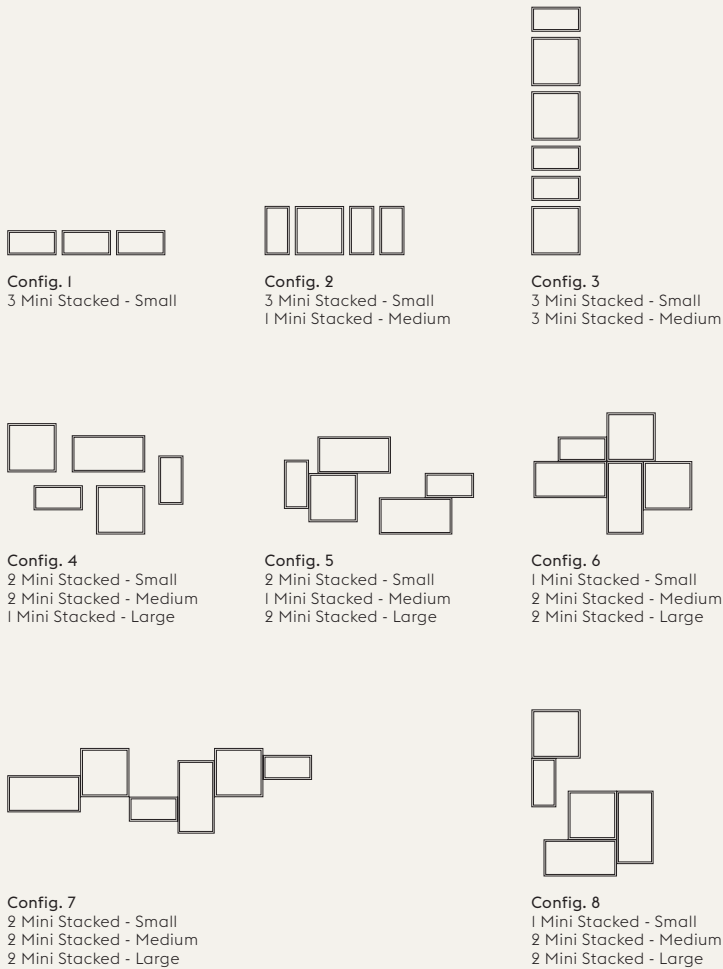 Config. 1
3 Mini Stacked - Small
Config. 2
3 Mini Stacked - Small
1 Mini Stacked - Medium
Config. 3
3 Mini Stacked - Small
3 Mini Stacked - Medium
Config. 4
2 Mini Stacked - Small
2 Mini Stacked - Medium
1 Mini Stacked - Large
Config. 5
2 Mini Stacked - Small
1 Mini Stacked - Medium
2 Mini Stacked - Large
Config. 6
1 Mini Stacked - Small
2 Mini Stacked - Medium
2 Mini Stacked - Large
Config. 7
2 Mini Stacked - Small
2 Mini Stacked - Medium
2 Mini Stacked - Large
Config. 8
1 Mini Stacked - Small
2 Mini Stacked - Medium
2 Mini Stacked - Large